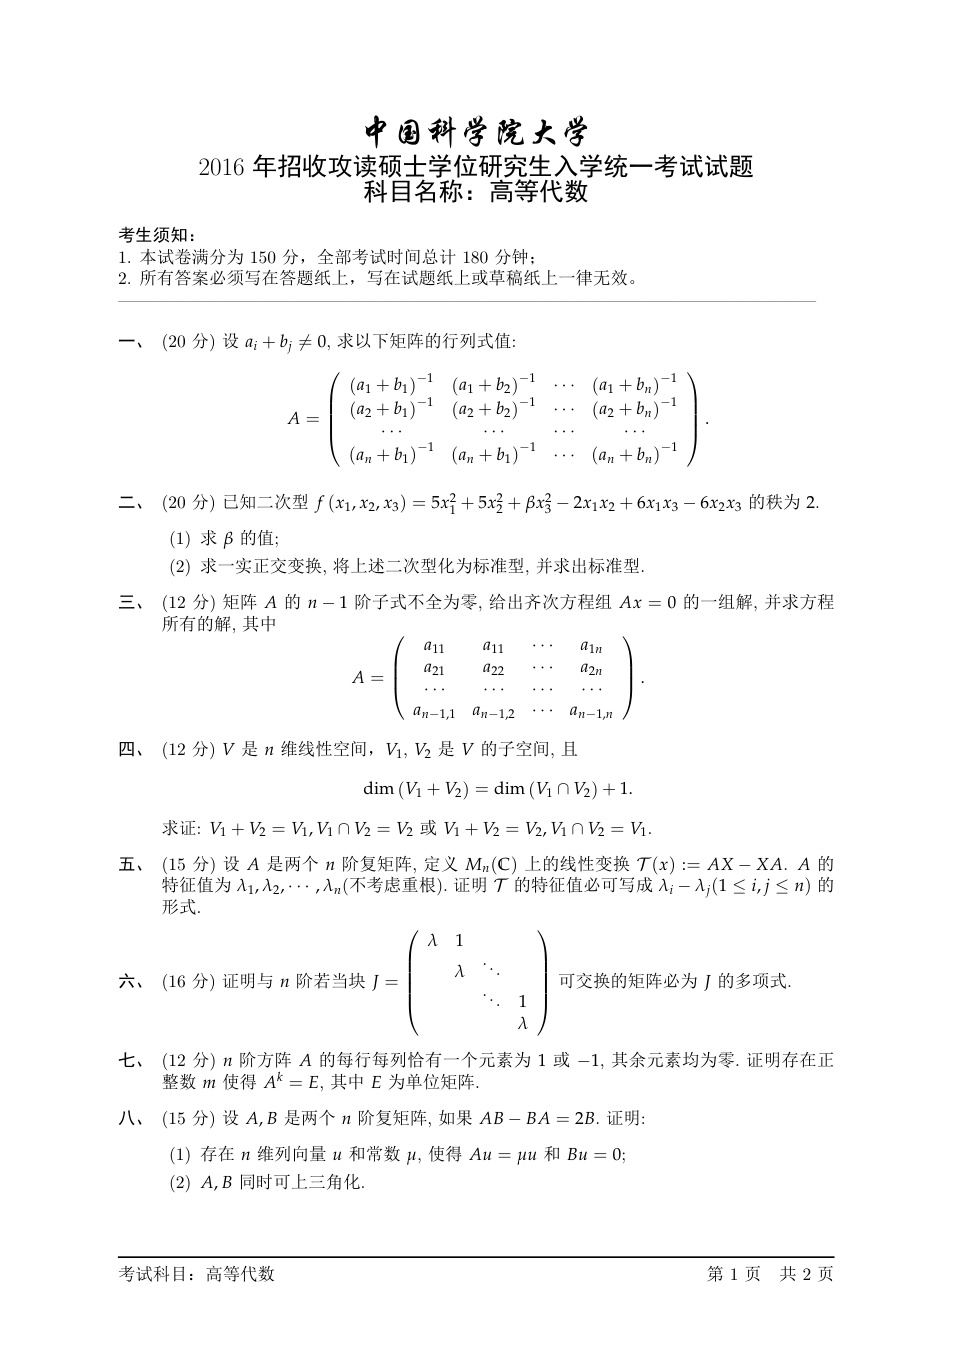 中国科学院大学
2016 年招收攻读硕士学位研究生入学统一考试试题
科目名称：高等代数
考生须知：
1. 本试卷满分为 150 分，全部考试时间总计 180 分钟；
2. 所有答案必须写在答题纸上，写在试题纸上或草稿纸上一律无效。
一、 (20 分) 设 a_i + b_j ≠ 0, 求以下矩阵的行列式值:
(a_1 + b_1)^{-1} (a_1 + b_2)^{-1} ··· (a_1 + b_n)^{-1}
(a_2 + b_1)^{-1} (a_2 + b_2)^{-1} ··· (a_2 + b_n)^{-1}
A = ··· ··· ··· ··· .
(a_n + b_1)^{-1} (a_n + b_1)^{-1} ··· (a_n + b_n)^{-1}
二、 (20 分) 已知二次型 f (x_1, x_2, x_3) = 5x_1^2 + 5x_2^2 + βx_3^2 − 2x_1x_2 + 6x_1x_3 − 6x_2x_3 的秩为 2.
(1) 求 β 的值;
(2) 求一实正交变换, 将上述二次型化为标准型, 并求出标准型.
三、 (12 分) 矩阵 A 的 n − 1 阶子式不全为零, 给出齐次方程组 Ax = 0 的一组解, 并求方程
所有的解, 其中
a_{11} a_{11} ··· a_{1n}
a_{21} a_{22} ··· a_{2n}
A = ··· ··· ··· ··· .
a_{n−1,1} a_{n−1,2} ··· a_{n−1,n}
四、 (12 分) V 是 n 维线性空间，V_1, V_2 是 V 的子空间, 且
dim (V_1 + V_2) = dim (V_1 ∩ V_2) + 1.
求证: V_1 + V_2 = V_1, V_1 ∩ V_2 = V_2 或 V_1 + V_2 = V_2, V_1 ∩ V_2 = V_1.
五、 (15 分) 设 A 是两个 n 阶复矩阵, 定义 M_n(ℂ) 上的线性变换 𝒯(x) := AX − XA. A 的
特征值为 λ_1, λ_2, ··· , λ_n(不考虑重根). 证明 𝒯 的特征值必可写成 λ_i − λ_j(1 ≤ i, j ≤ n) 的
形式.
λ 1
λ ⋱
六、 (16 分) 证明与 n 阶若当块 J = 可交换的矩阵必为 J 的多项式.
⋱ 1
λ
七、 (12 分) n 阶方阵 A 的每行每列恰有一个元素为 1 或 −1, 其余元素均为零. 证明存在正
整数 m 使得 A^k = E, 其中 E 为单位矩阵.
八、 (15 分) 设 A, B 是两个 n 阶复矩阵, 如果 AB − BA = 2B. 证明:
(1) 存在 n 维列向量 u 和常数 μ, 使得 Au = μu 和 Bu = 0;
(2) A, B 同时可上三角化.
考试科目：高等代数 第 1 页 共 2 页